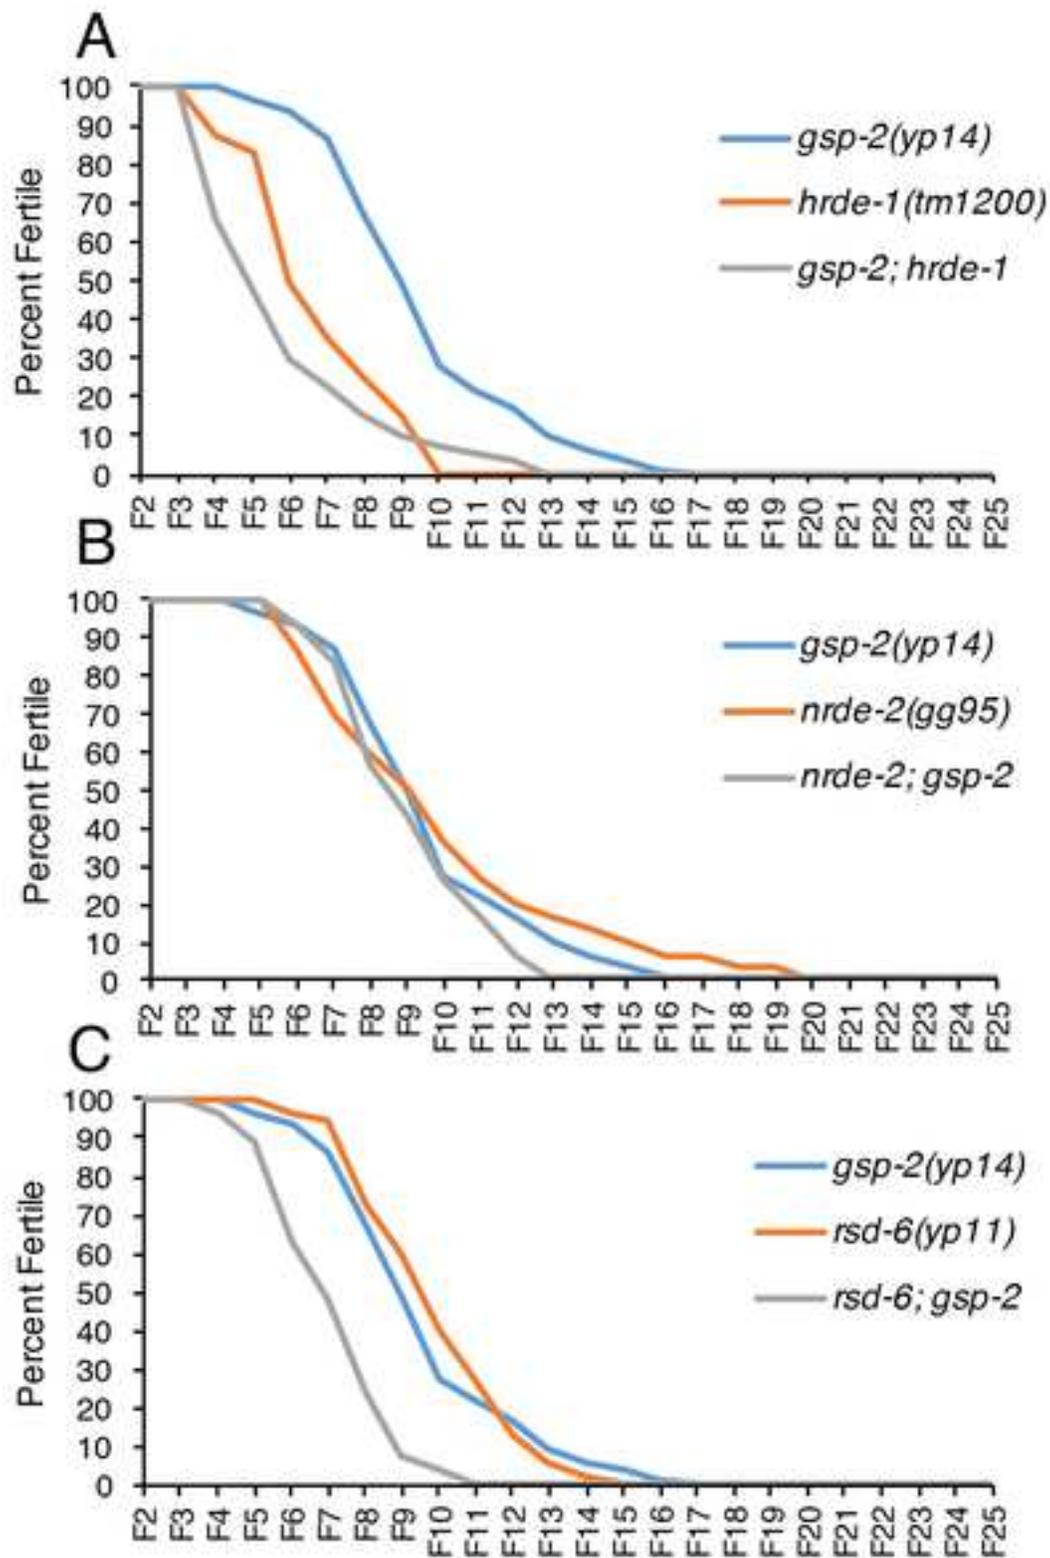 A
100
90
80
70
60
50
40
30
20
10
0
Percent Fertile
gsp-2(yp14)
hrde-1(tm1200)
gsp-2; hrde-1
F2 F3 F4 F5 F6 F7 F8 F9 F10 F11 F12 F13 F14 F15 F16 F17 F18 F19 F20 F21 F22 F23 F24 F25
B
100
90
80
70
60
50
40
30
20
10
0
Percent Fertile
gsp-2(yp14)
nrde-2(gg95)
nrde-2; gsp-2
F2 F3 F4 F5 F6 F7 F8 F9 F10 F11 F12 F13 F14 F15 F16 F17 F18 F19 F20 F21 F22 F23 F24 F25
C
100
90
80
70
60
50
40
30
20
10
0
Percent Fertile
gsp-2(yp14)
rsd-6(yp11)
rsd-6; gsp-2
F2 F3 F4 F5 F6 F7 F8 F9 F10 F11 F12 F13 F14 F15 F16 F17 F18 F19 F20 F21 F22 F23 F24 F25